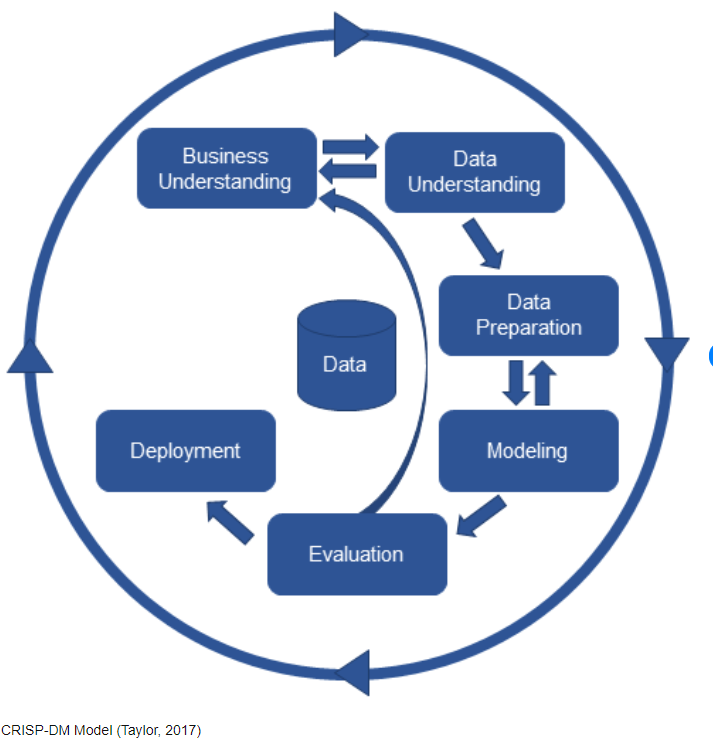 Business
Understanding
Data
Understanding
Data
Preparation
Data
Deployment
Modeling
Evaluation
CRISP-DM Model (Taylor, 2017)